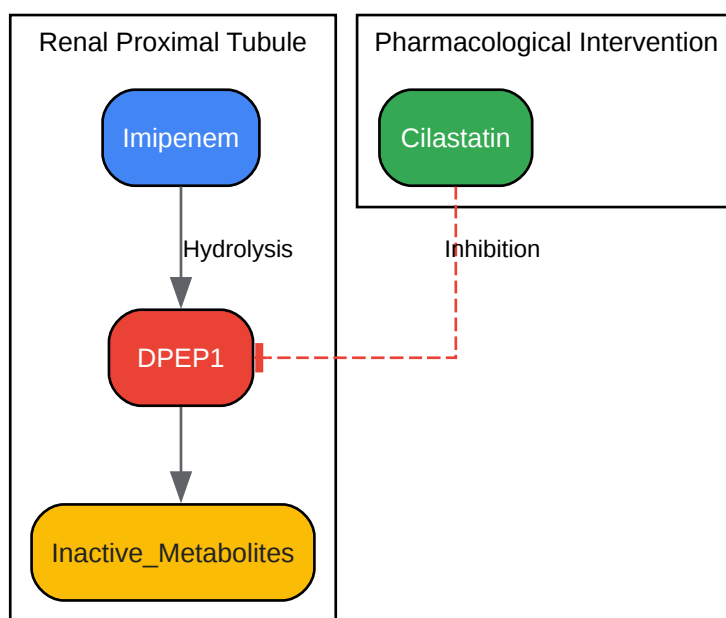 Renal Proximal Tubule
Pharmacological Intervention
Imipenem
Cilastatin
Hydrolysis
Inhibition
DPEP1
Inactive_Metabolites